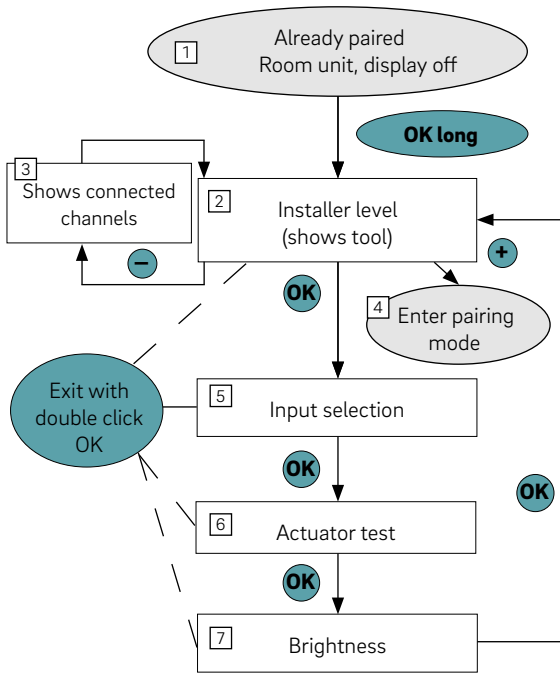 1
Already paired
Room unit, display off
OK long
3
Shows connected
channels
2
Installer level
(shows tool)
−
+
OK
4
Enter pairing
mode
Exit with
double click
OK
5
Input selection
OK
OK
6
Actuator test
OK
7
Brightness